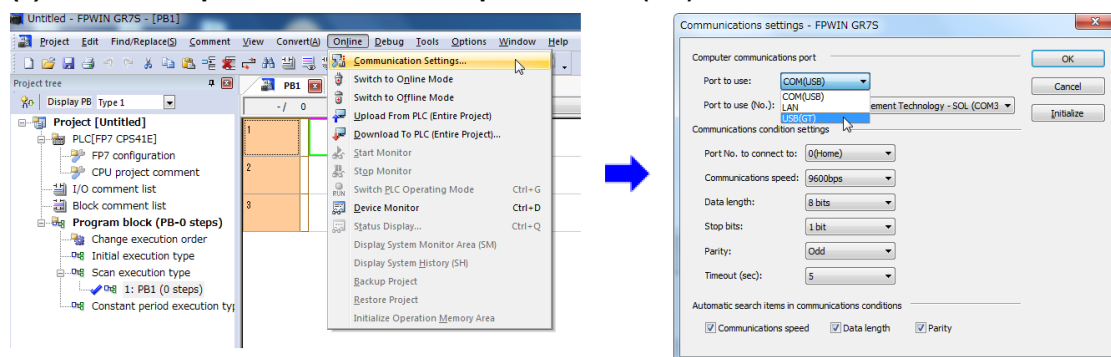 Untitled - FPWIN GR7S - [PB1]
Project Edit Find/Replace(S) Comment View Convert(A) Online Debug Tools Options Window Help
Project tree
Display PB Type 1
Project [Untitled]
PLC[FP7 CPS41E]
FP7 configuration
CPU project comment
I/O comment list
Block comment list
Program block (PB-0 steps)
Change execution order
Initial execution type
Scan execution type
1: PB1 (0 steps)
Constant period execution typ
PB1
- / 0
1
2
3
Communication Settings...
Switch to Online Mode
Switch to Offline Mode
Upload From PLC (Entire Project)...
Download To PLC (Entire Project)...
Start Monitor
Stop Monitor
Switch PLC Operating Mode Ctrl+G
Device Monitor Ctrl+D
Status Display... Ctrl+Q
Display System Monitor Area (SM)
Display System History (SH)
Backup Project
Restore Project
Initialize Operation Memory Area
Communications settings - FPWIN GR7S
Computer communications port
Port to use: COM(USB)
COM(USB)
LAN
USB(GT)
Port to use (No.): ement Technology - SOL (COM3
Communications condition settings
Port No. to connect to: 0(Home)
Communications speed: 9600bps
Data length: 8 bits
Stop bits: 1 bit
Parity: Odd
Timeout (sec): 5
Automatic search items in communications conditions
Communications speed Data length Parity
OK
Cancel
Initialize